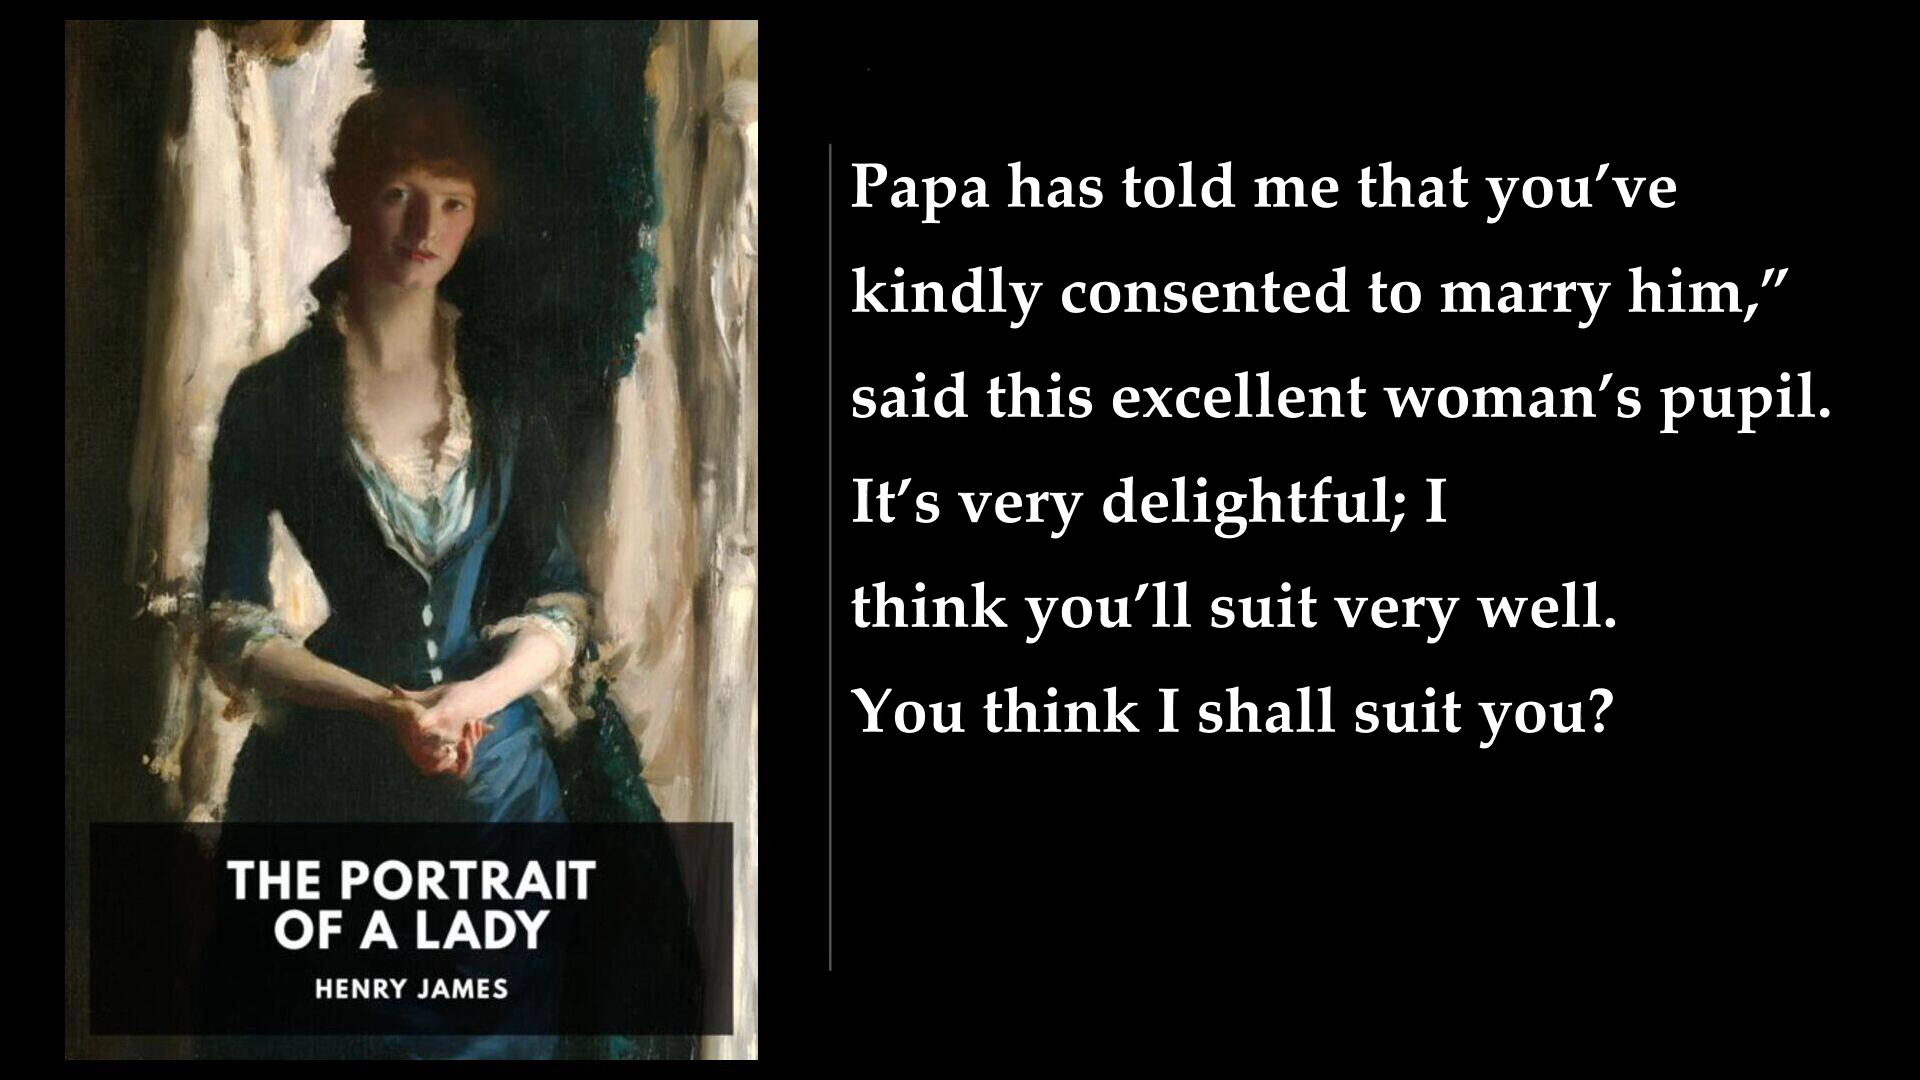 Papa has told me that you’ve
kindly consented to marry him,”
said this excellent woman’s pupil.
It’s very delightful; I
think you’ll suit very well.
You think I shall suit you?
THE PORTRAIT
OF A LADY
HENRY JAMES